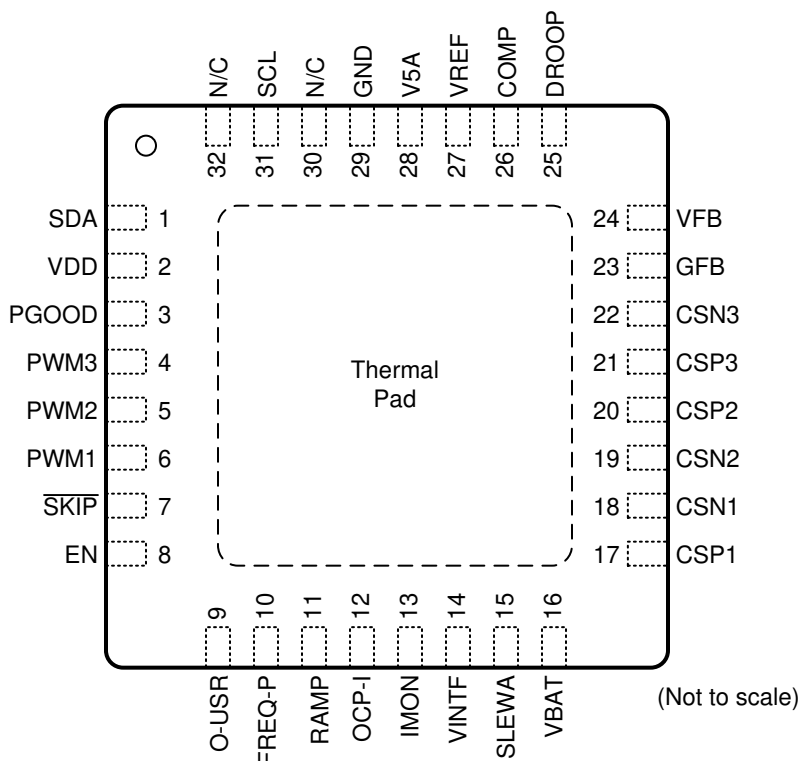 N/C
SCL
N/C
GND
V5A
VREF
COMP
DROOP
32
31
30
29
28
27
26
25
SDA 1
VDD 2
PGOOD 3
PWM3 4
PWM2 5
PWM1 6
SKIP 7
EN 8
Thermal
Pad
24 VFB
23 GFB
22 CSN3
21 CSP3
20 CSP2
19 CSN2
18 CSN1
17 CSP1
9
10
11
12
13
14
15
16
O-USR
FREQ-P
RAMP
OCP-I
IMON
VINTF
SLEWA
VBAT
(Not to scale)